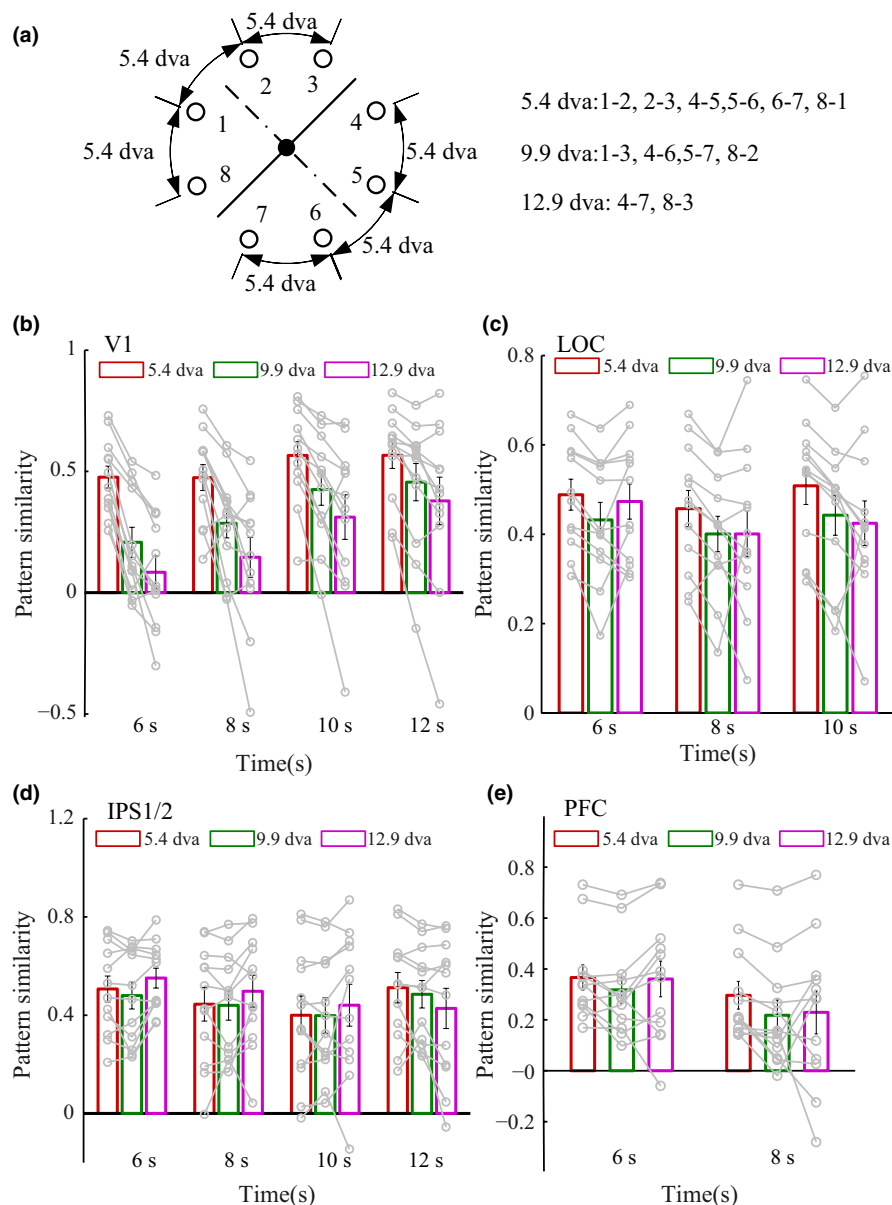 (a)
5.4 dva
5.4 dva
2
3
1
4
5.4 dva
5.4 dva
8
5
7
6
5.4 dva
5.4 dva
5.4 dva:1-2, 2-3, 4-5,5-6, 6-7, 8-1
9.9 dva:1-3, 4-6,5-7, 8-2
12.9 dva: 4-7, 8-3
(b)
V1
5.4 dva 9.9 dva 12.9 dva
Pattern similarity
1
0.5
0
−0.5
6 s 8 s 10 s 12 s
Time(s)
(c)
LOC
5.4 dva 9.9 dva 12.9 dva
Pattern similarity
0.8
0.6
0.4
0.2
0
6 s 8 s 10 s
Time(s)
(d)
IPS1/2
5.4 dva 9.9 dva 12.9 dva
Pattern similarity
1.2
0.8
0.4
0
6 s 8 s 10 s 12 s
Time(s)
(e)
PFC
5.4 dva 9.9 dva 12.9 dva
Pattern similarity
0.8
0.6
0.4
0.2
−0
−0.2
6 s 8 s
Time(s)